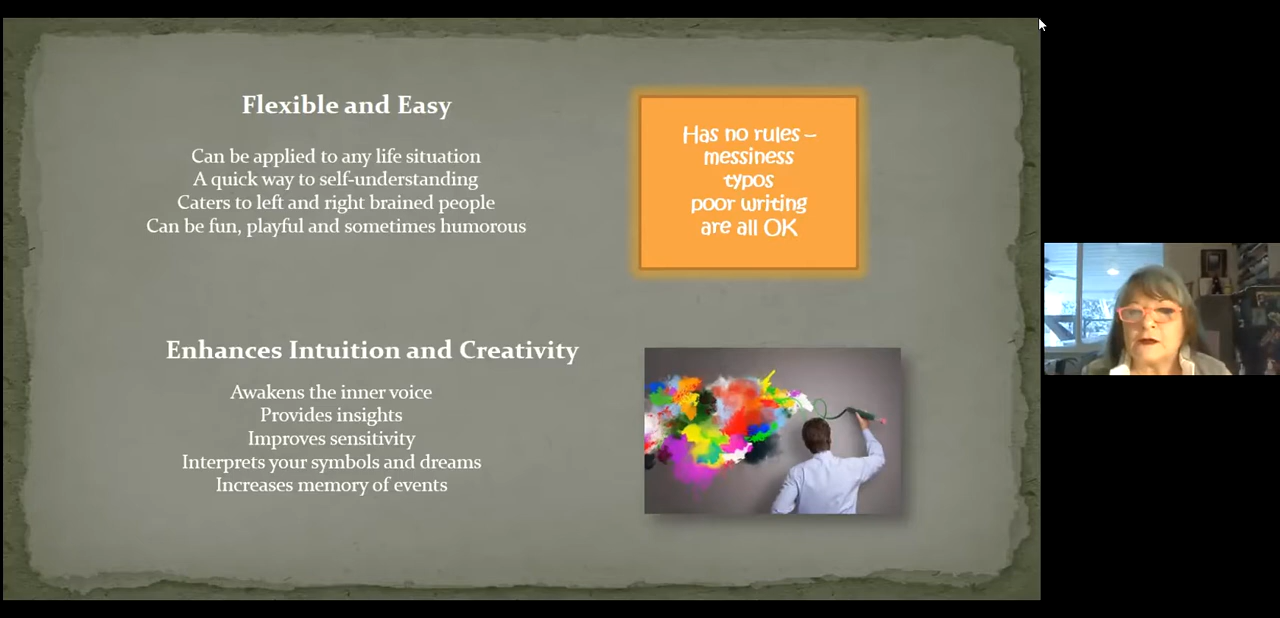 Flexible and Easy
Can be applied to any life situation
A quick way to self-understanding
Caters to left and right brained people
Can be fun, playful and sometimes humorous
Has no rules –
messiness
typos
poor writing
are all OK
Enhances Intuition and Creativity
Awakens the inner voice
Provides insights
Improves sensitivity
Interprets your symbols and dreams
Increases memory of events